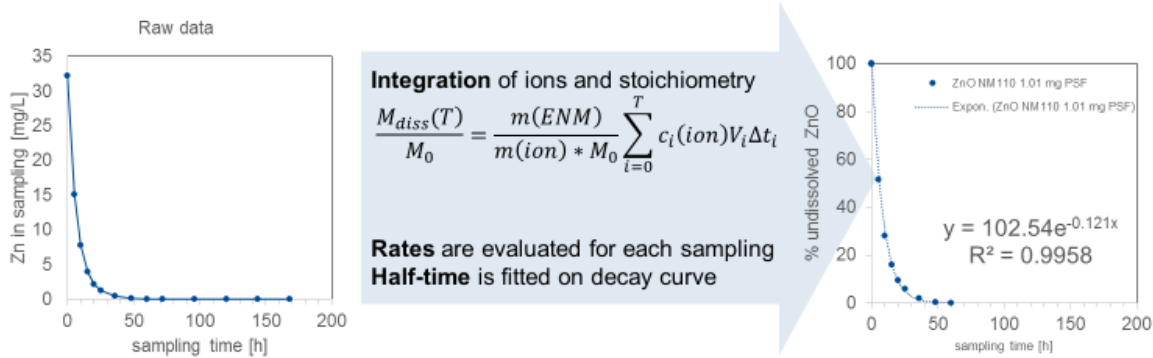 Raw data
35
30
25
20
15
10
5
0
Zn in sampling [mg/L]
0 50 100 150 200
sampling time [h]
Integration of ions and stoichiometry
M_diss(T)/M_0 = m(ENM)/(m(ion) * M_0) ∑_{i=0}^{T} c_i(ion)V_iΔt_i
Rates are evaluated for each sampling
Half-time is fitted on decay curve
100
80
60
40
20
0
% undissolved ZnO
ZnO NM110 1.01 mg PSF
Expon. (ZnO NM110 1.01 mg PSF)
y = 102.54e^{-0.121x}
R² = 0.9958
0 50 100 150 200
sampling time [h]